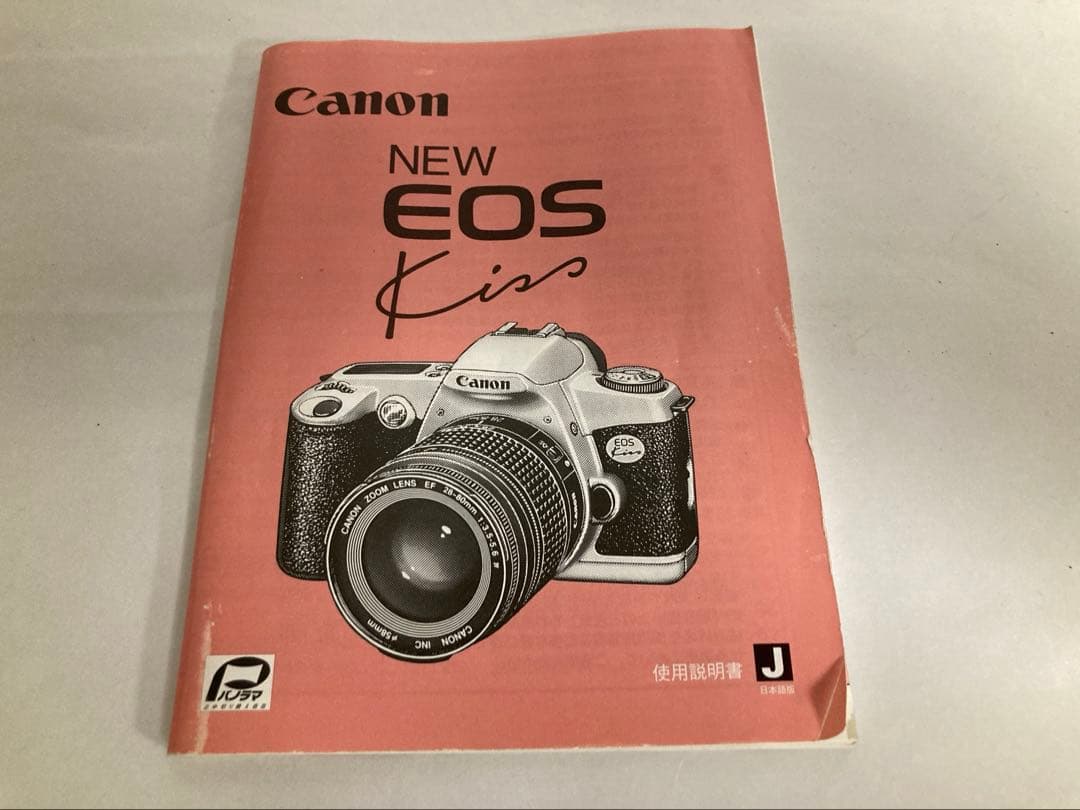 Canon
NEW
EOS
Kiss
Canon
EOS
Kiss
CANON ZOOM LENS EF 28-80mm 1:3.5-5.6
CANON INC ø58mm
使用説明書
J
日本語版
P
パノラマ